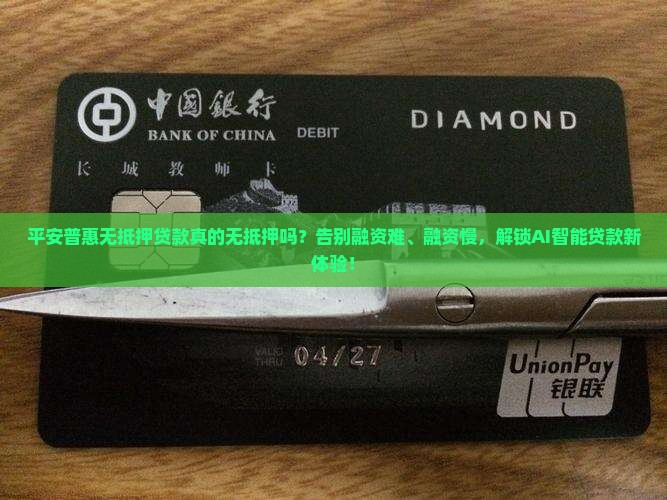 中国银行
BANK OF CHINA
DEBIT
DIAMOND
长城教师卡
平安普惠无抵押贷款真的无抵押吗？告别融资难、融资慢，解锁AI智能贷款新
体验！
VALID
THRU
04/27
UnionPay
银联